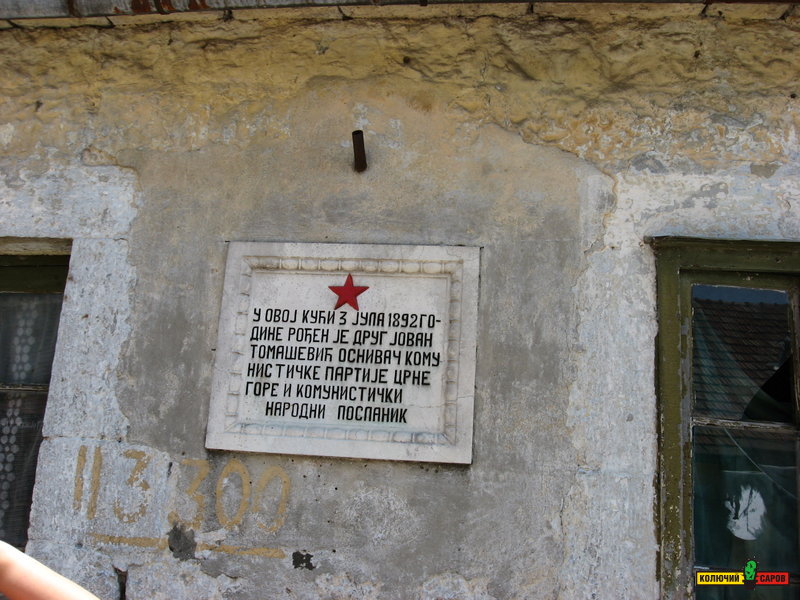 У ОВОЈ КУЋИ 3 ЈУЛА 1892 ГО-
ДИНЕ РОЂЕН ЈЕ ДРУГ ЈОВАН
ТОМАШЕВИЋ ОСНИВАЧ КОМУ
НИСТИЧКЕ ПАРТИЈЕ ЦРНЕ
ГОРЕ И КОМУНИСТИЧКИ
НАРОДНИ ПОСЛАНИК
113 300
КОЛЮЧИЙ САРОВ